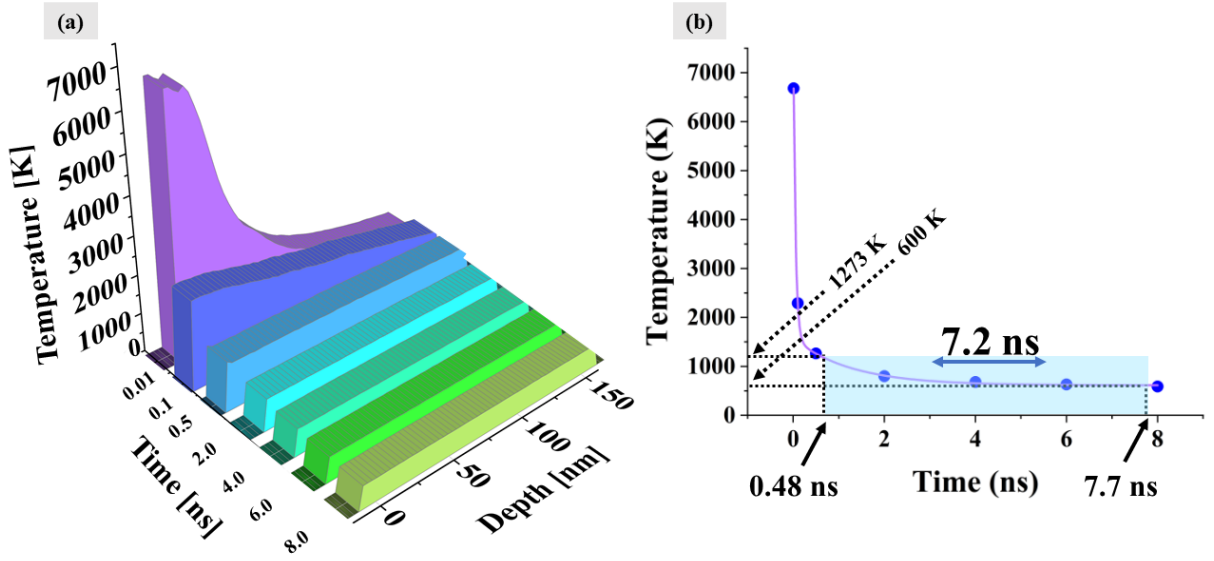 (a)
Temperature [K]
7000
6000
5000
4000
3000
2000
1000
0
0.01
0.1
0.5
2.0
4.0
6.0
8.0
Time [ns]
0
50
100
150
Depth [nm]
(b)
Temperature (K)
7000
6000
5000
4000
3000
2000
1000
0
1273 K
600 K
7.2 ns
0
2
4
6
8
0.48 ns
Time (ns)
7.7 ns